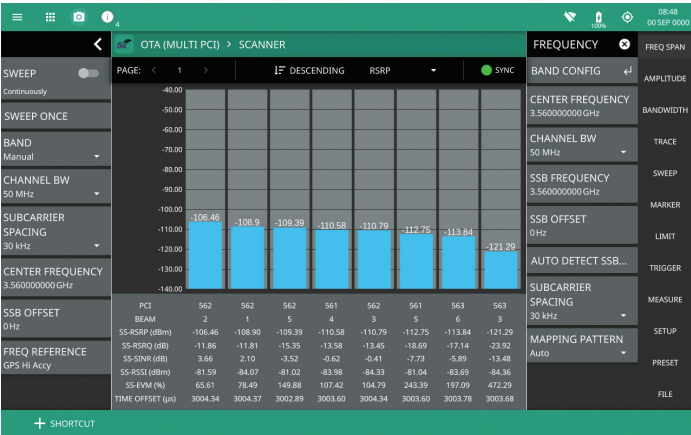 4
100%
08:48
00 SEP 0000
5G
OTA (MULTI PCI) > SCANNER
SWEEP
Continuously
SWEEP ONCE
BAND
Manual
CHANNEL BW
50 MHz
SUBCARRIER
SPACING
30 kHz
CENTER FREQUENCY
3.560000000 GHz
SSB OFFSET
0 Hz
FREQ REFERENCE
GPS Hi Accy
PAGE: < 1 > DESCENDING RSRP SYNC
-40.00
-50.00
-60.00
-70.00
-80.00
-90.00
-100.00
-110.00
-120.00
-130.00
-140.00
-106.46 -108.9 -109.39 -110.58 -110.79 -112.75 -113.84 -121.29
PCI 562 562 562 561 562 561 563 563
BEAM 2 1 5 4 3 5 6 3
SS-RSRP (dBm) -106.46 -108.90 -109.39 -110.58 -110.79 -112.75 -113.84 -121.29
SS-RSRQ (dB) -11.86 -11.81 -15.35 -13.58 -13.45 -18.69 -17.14 -23.92
SS-SINR (dB) 3.66 2.10 -3.52 -0.62 -0.41 -7.73 -5.89 -13.48
SS-RSSI (dBm) -81.59 -84.07 -81.02 -83.98 -84.33 -81.04 -83.69 -84.36
SS-EVM (%) 65.61 78.49 149.88 107.42 104.79 243.39 197.09 472.29
TIME OFFSET (µs) 3004.34 3004.37 3002.89 3003.60 3004.34 3003.60 3003.78 3003.68
FREQUENCY
BAND CONFIG
CENTER FREQUENCY
3.560000000 GHz
CHANNEL BW
50 MHz
SSB FREQUENCY
3.560000000 GHz
SSB OFFSET
0 Hz
AUTO DETECT SSB...
SUBCARRIER
SPACING
30 kHz
MAPPING PATTERN
Auto
FREQ SPAN
AMPLITUDE
BANDWIDTH
TRACE
SWEEP
MARKER
LIMIT
TRIGGER
MEASURE
SETUP
PRESET
FILE
+ SHORTCUT